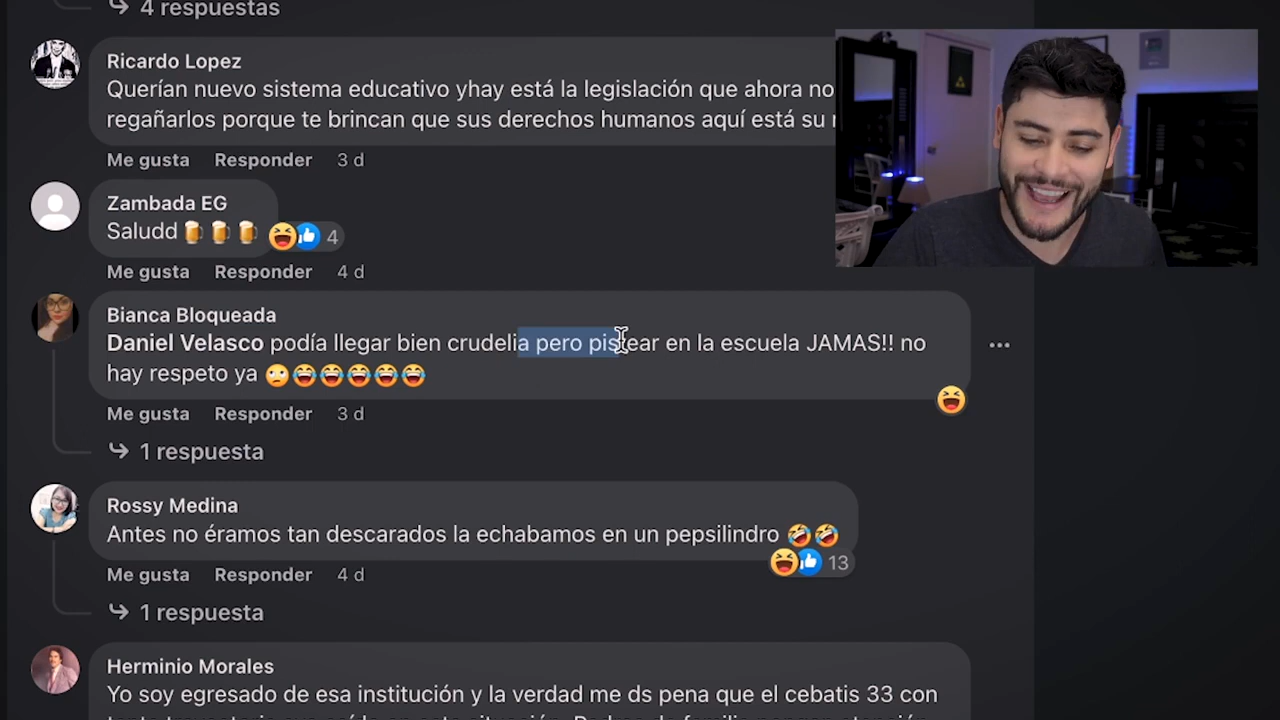 4 respuestas
Ricardo Lopez
Querían nuevo sistema educativo yhay está la legislación que ahora no
regañarlos porque te brincan que sus derechos humanos aquí está su
Me gusta Responder 3 d
Zambada EG
Saludd 🍺 🍺 🍺
4
Me gusta Responder 4 d
Bianca Bloqueada
Daniel Velasco podía llegar bien crudelia pero pistear en la escuela JAMAS!! no
hay respeto ya 🙄😂😂😂😂😂
Me gusta Responder 3 d
1 respuesta
Rossy Medina
Antes no éramos tan descarados la echabamos en un pepsilindro 🤣🤣
13
Me gusta Responder 4 d
1 respuesta
Herminio Morales
Yo soy egresado de esa institución y la verdad me ds pena que el cebatis 33 con